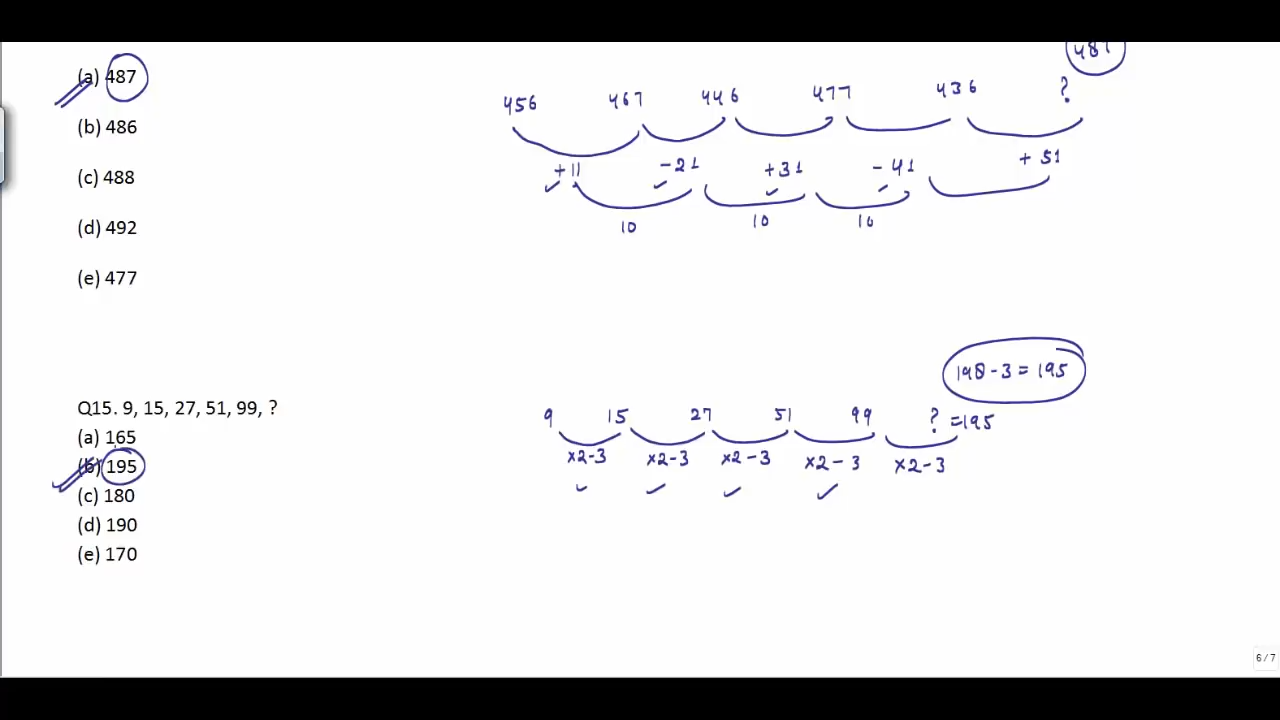 487
(a) 487
456 467 446 477 436 ?
+11 -21 +31 -41 +51
(b) 486
(c) 488
10 10 10
(d) 492
(e) 477
198-3=195
Q15. 9, 15, 27, 51, 99, ?
9 15 27 51 99 ? =195
(a) 165
×2-3 ×2-3 ×2-3 ×2-3 ×2-3
(b) 195
(c) 180
(d) 190
(e) 170
6/7